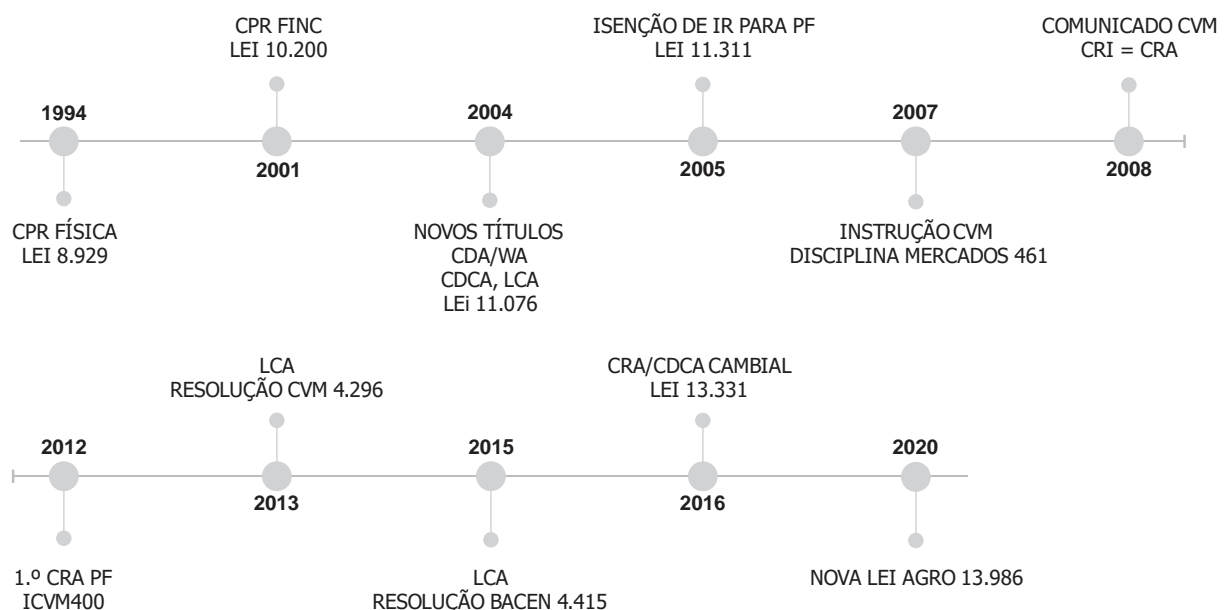 CPR FINC
LEI 10.200
ISENÇÃO DE IR PARA PF
LEI 11.311
COMUNICADO CVM
CRI = CRA
1994
2004
2007
2001
2005
2008
CPR FÍSICA
LEI 8.929
NOVOS TÍTULOS
CDA/WA
CDCA, LCA
LEi 11.076
INSTRUÇÃO CVM
DISCIPLINA MERCADOS 461
LCA
RESOLUÇÃO CVM 4.296
CRA/CDCA CAMBIAL
LEI 13.331
2012
2015
2020
2013
2016
1.º CRA PF
ICVM400
LCA
RESOLUÇÃO BACEN 4.415
NOVA LEI AGRO 13.986